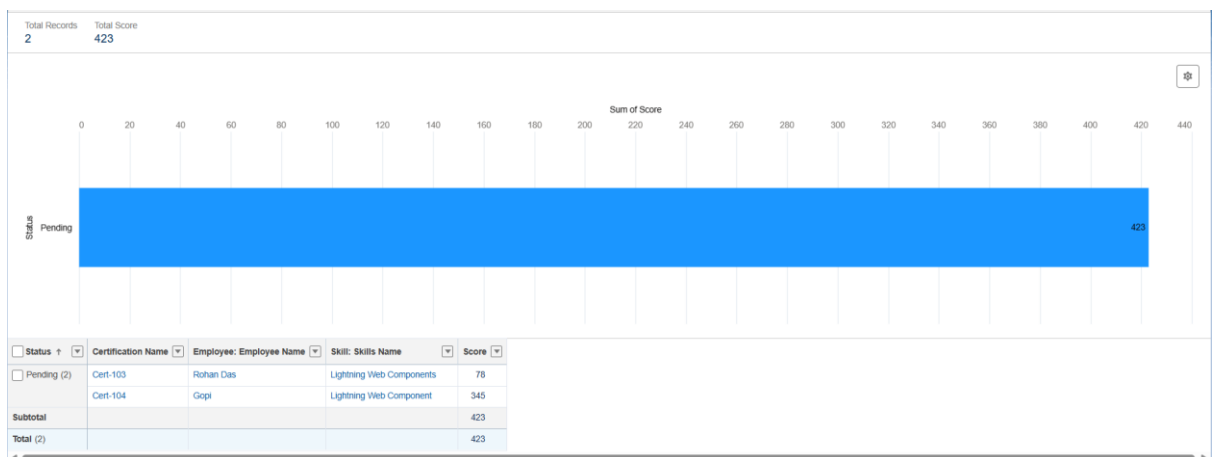 Total Records Total Score
2 423
Sum of Score
0 20 40 60 80 100 120 140 160 180 200 220 240 260 280 300 320 340 360 380 400 420 440
Status
Pending
423
Status ↑ Certification Name Employee: Employee Name Skill: Skills Name Score
Pending (2) Cert-103 Rohan Das Lightning Web Components 78
Cert-104 Gopi Lightning Web Component 345
Subtotal 423
Total (2) 423